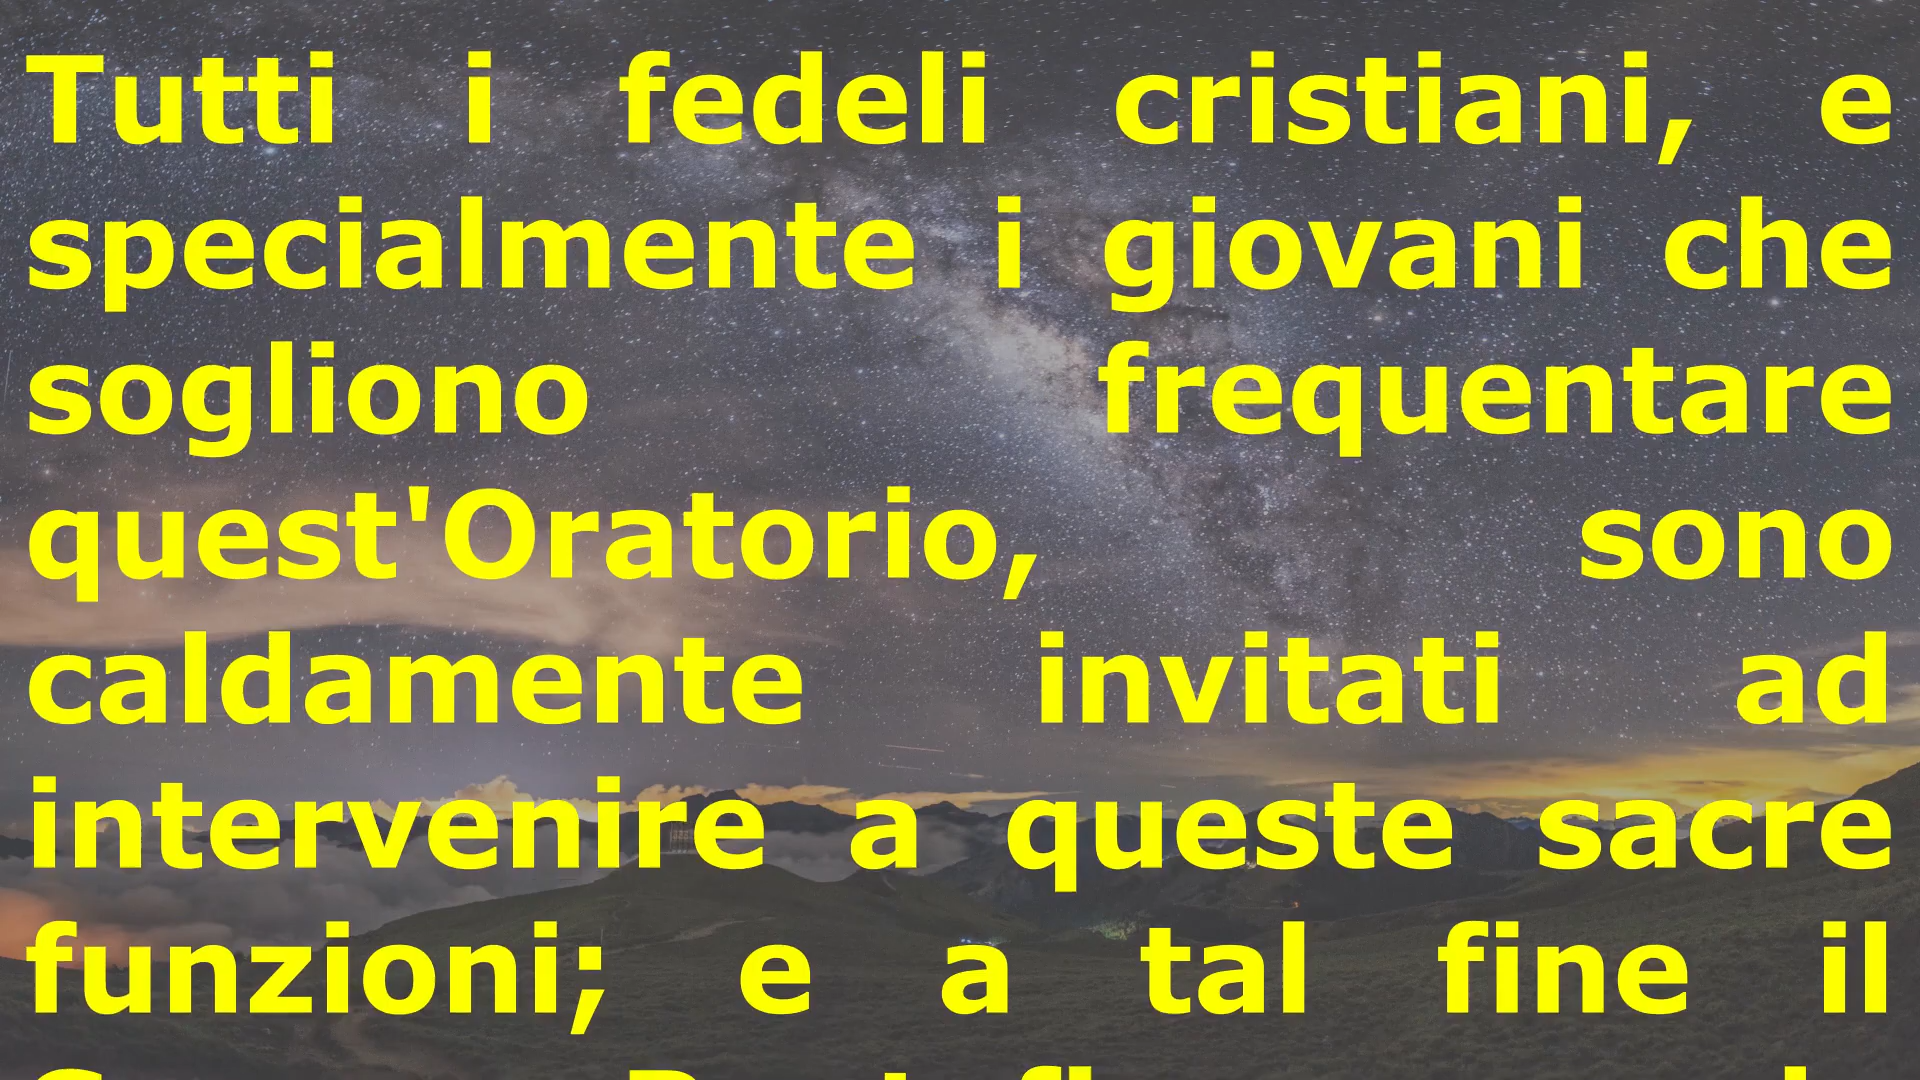 Tutti i fedeli cristiani, e
specialmente i giovani che
sogliono frequentare
quest'Oratorio, sono
caldamente invitati ad
intervenire a queste sacre
funzioni; e a tal fine il